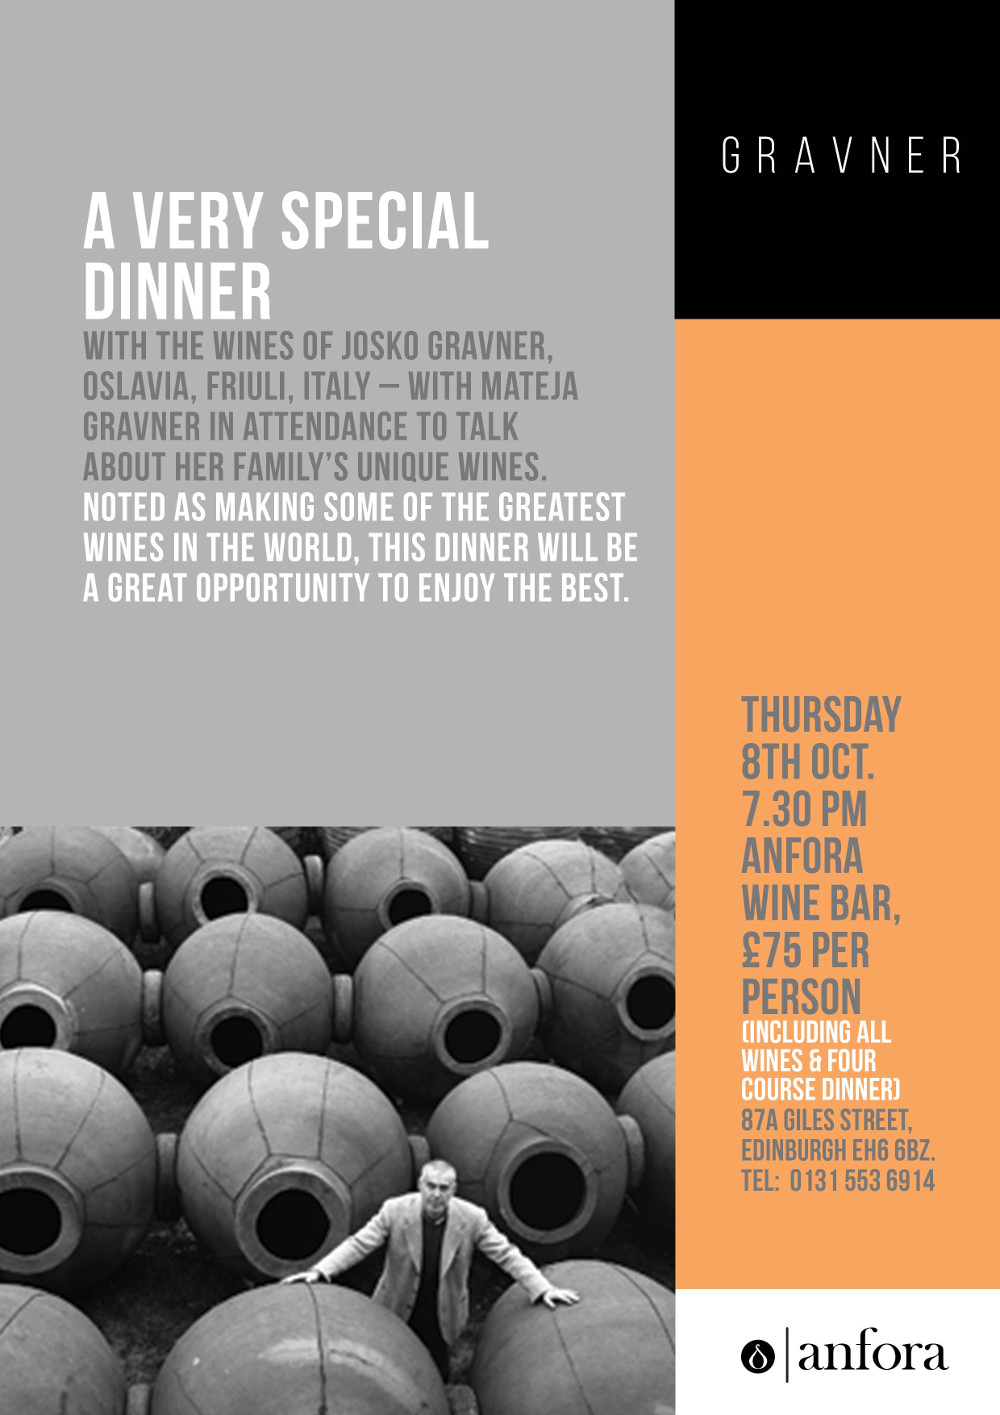 GRAVNER
A VERY SPECIAL
DINNER
WITH THE WINES OF JOSKO GRAVNER,
OSLAVIA, FRIULI, ITALY – WITH MATEJA
GRAVNER IN ATTENDANCE TO TALK
ABOUT HER FAMILY'S UNIQUE WINES.
NOTED AS MAKING SOME OF THE GREATEST
WINES IN THE WORLD, THIS DINNER WILL BE
A GREAT OPPORTUNITY TO ENJOY THE BEST.
THURSDAY
8TH OCT.
7.30 PM
ANFORA
WINE BAR,
£75 PER
PERSON
(INCLUDING ALL
WINES & FOUR
COURSE DINNER)
87A GILES STREET,
EDINBURGH EH6 6BZ.
TEL: 0131 553 6914
anfora